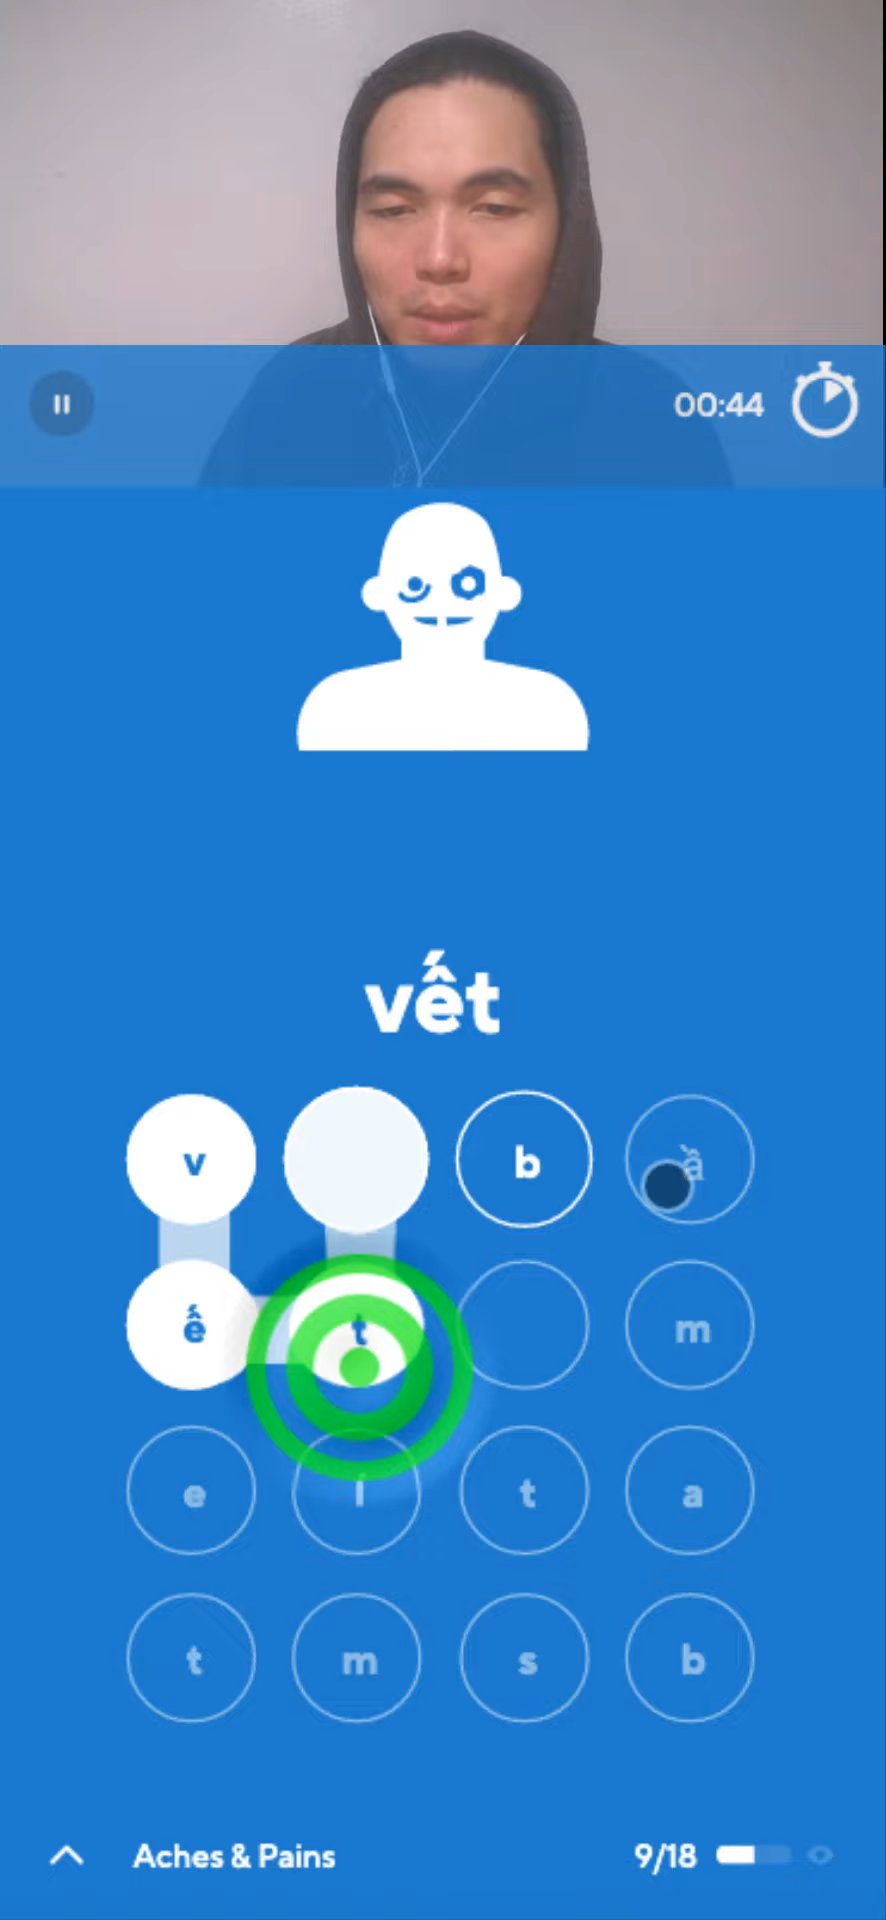 00:44
vết
v b ầ
ế t m
e í t a
t m s b
Aches & Pains 9/18